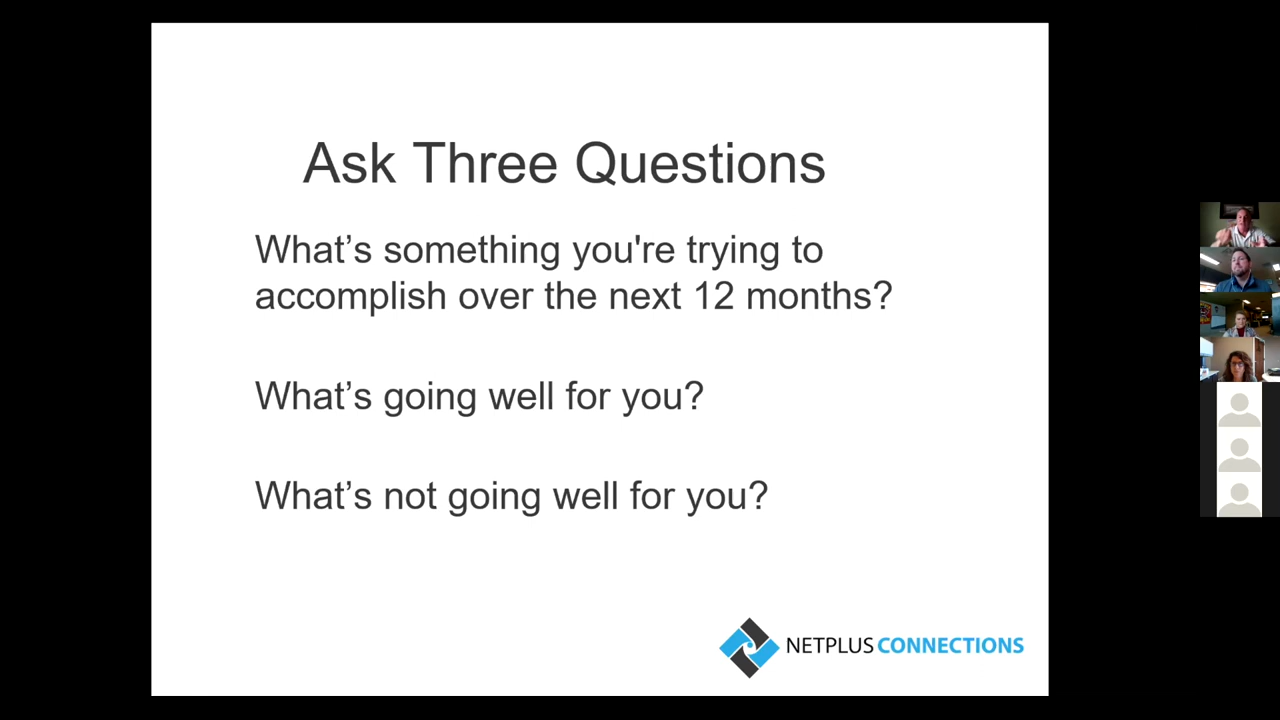 Ask Three Questions
What’s something you're trying to
accomplish over the next 12 months?
What’s going well for you?
What’s not going well for you?
NETPLUS CONNECTIONS